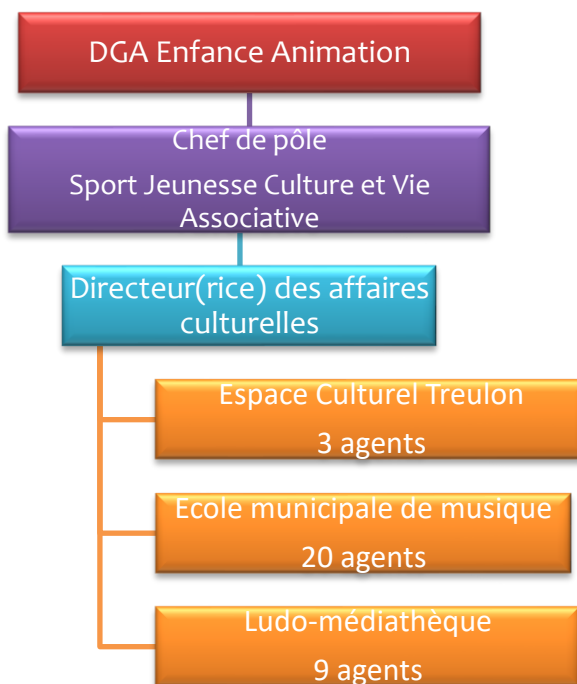 DGA Enfance Animation
Chef de pôle
Sport Jeunesse Culture et Vie
Associative
Directeur(rice) des affaires
culturelles
Espace Culturel Treulon
3 agents
Ecole municipale de musique
20 agents
Ludo-médiathèque
9 agents